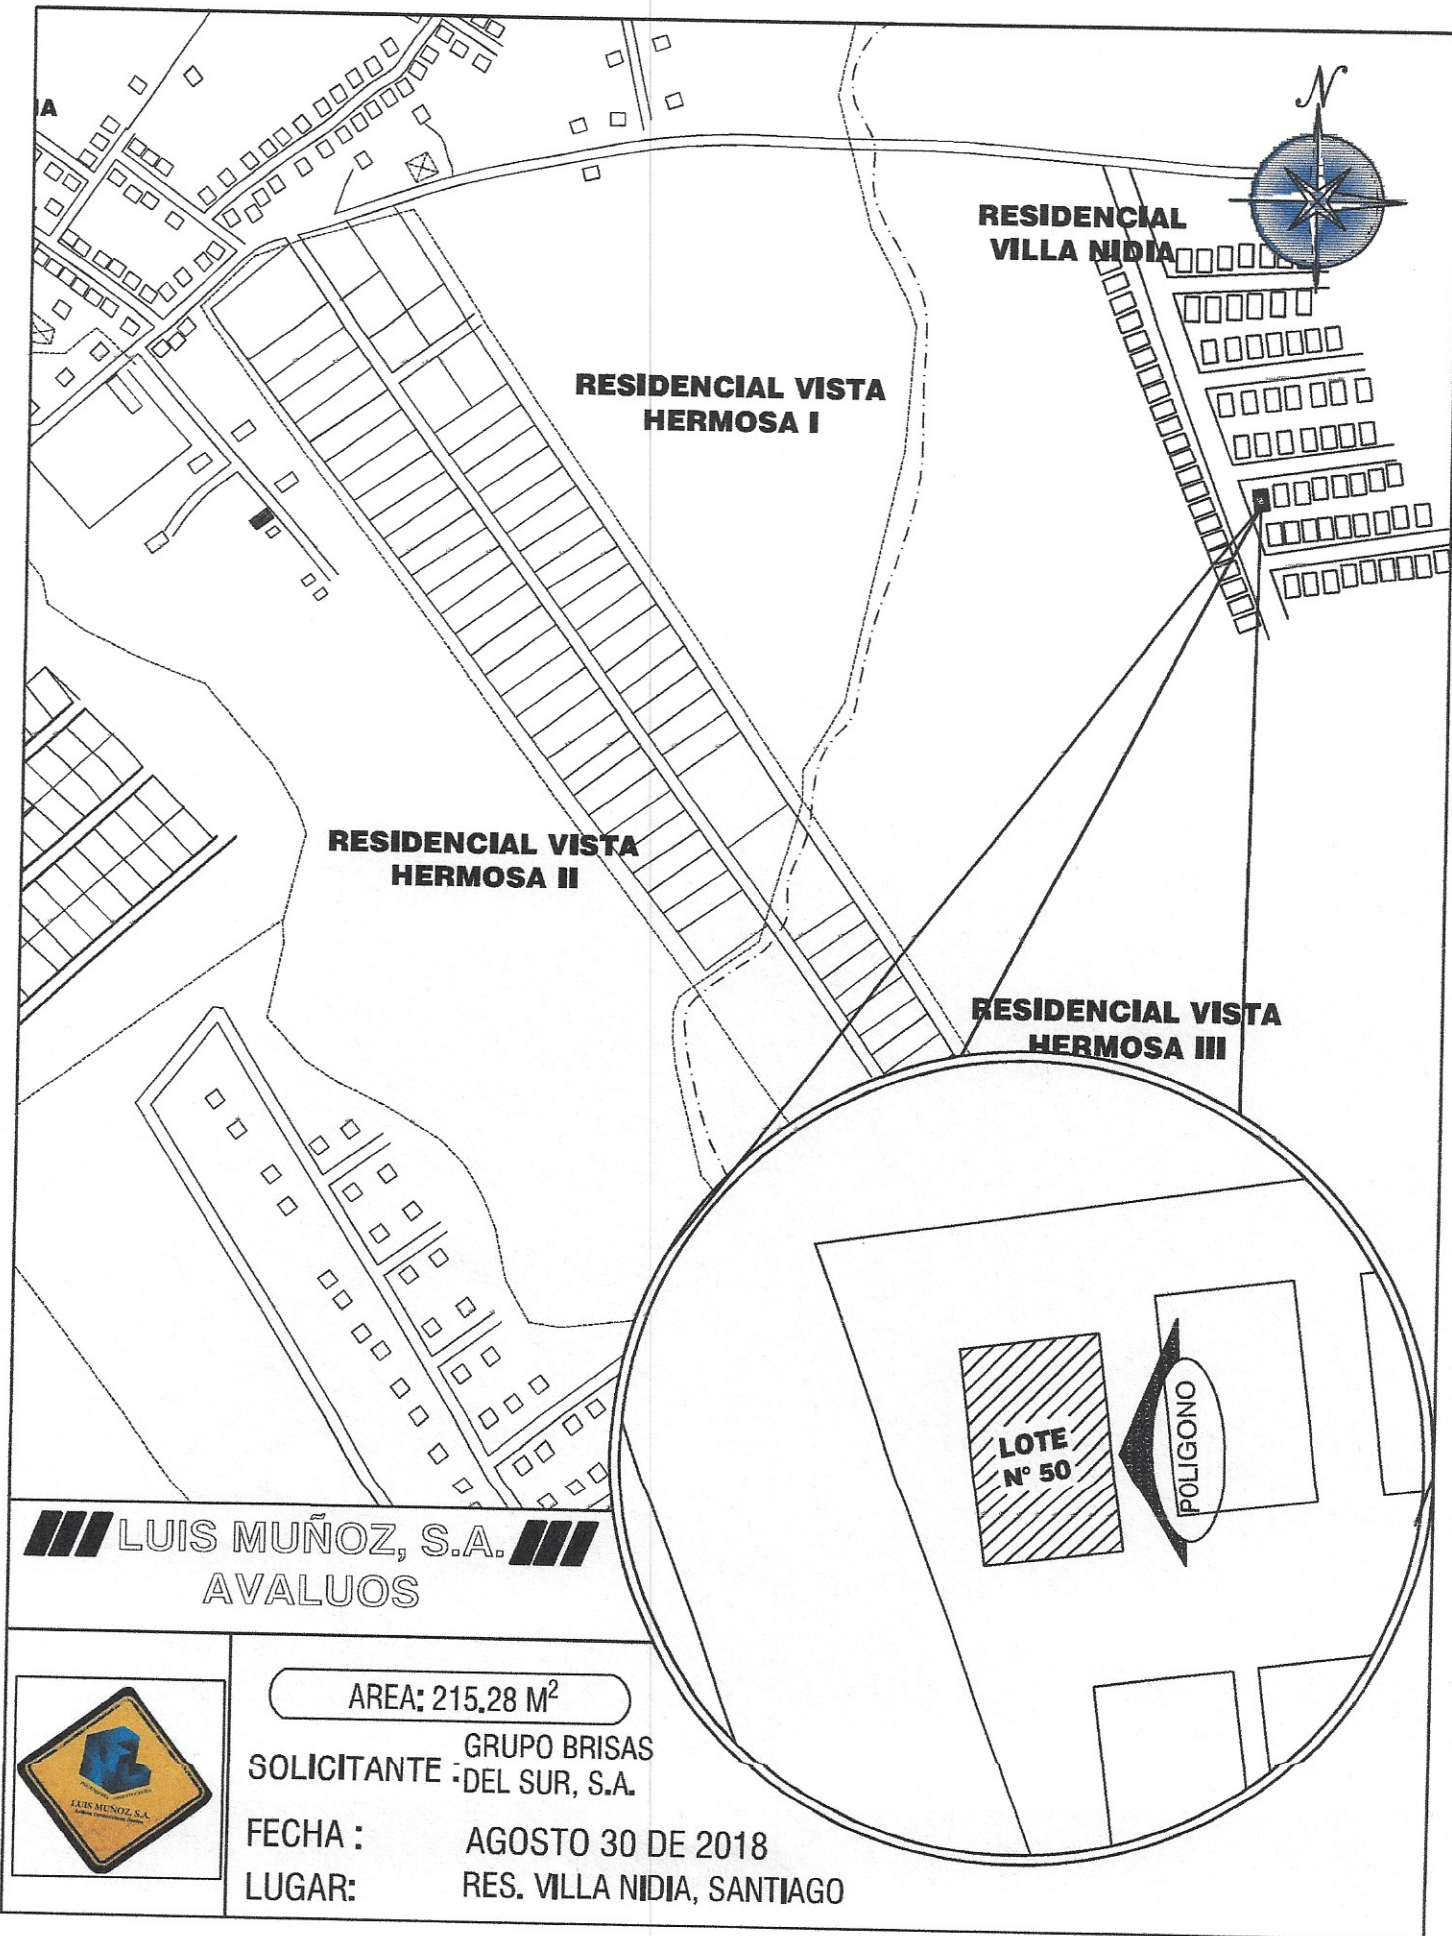 IA
N
RESIDENCIAL
VILLA NIDIA
RESIDENCIAL VISTA
HERMOSA I
RESIDENCIAL VISTA
HERMOSA II
RESIDENCIAL VISTA
HERMOSA III
LOTE
N° 50
POLIGONO
LUIS MUÑOZ, S.A.
AVALUOS
LUIS MUÑOZ, S.A.
AREA: 215.28 M²
SOLICITANTE : GRUPO BRISAS
DEL SUR, S.A.
FECHA : AGOSTO 30 DE 2018
LUGAR: RES. VILLA NIDIA, SANTIAGO